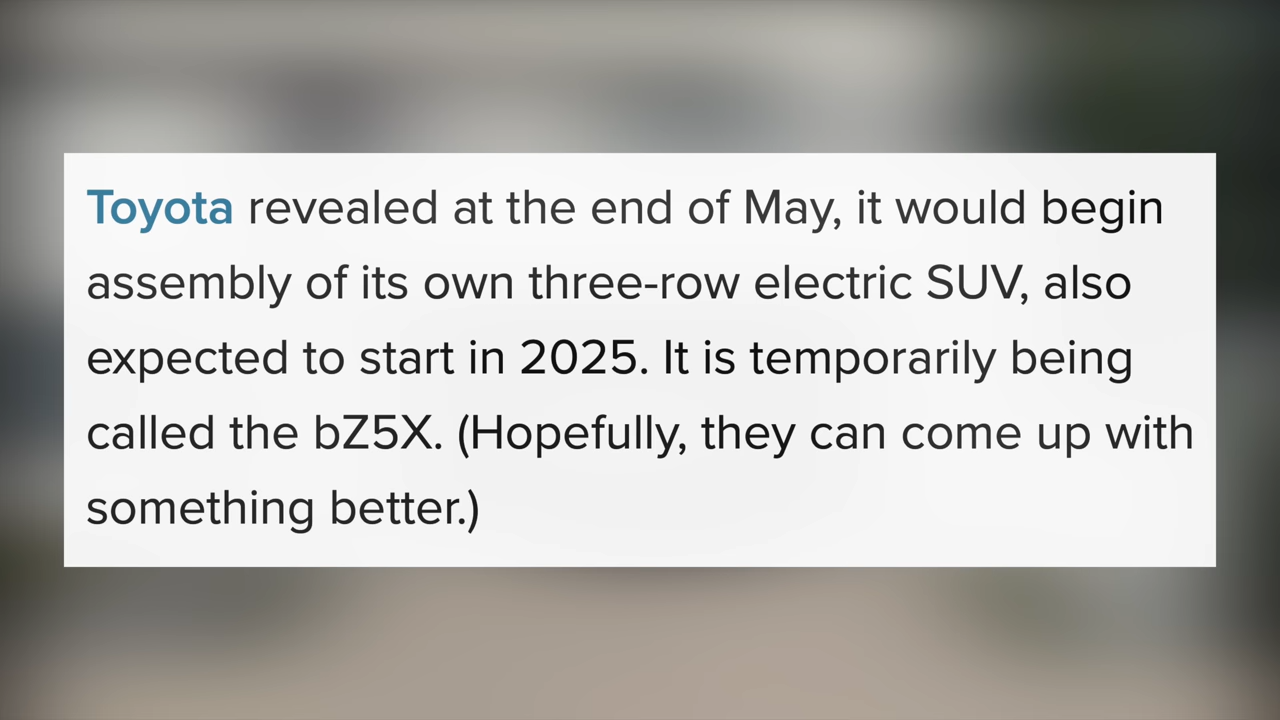 Toyota revealed at the end of May, it would begin
assembly of its own three-row electric SUV, also
expected to start in 2025. It is temporarily being
called the bZ5X. (Hopefully, they can come up with
something better.)